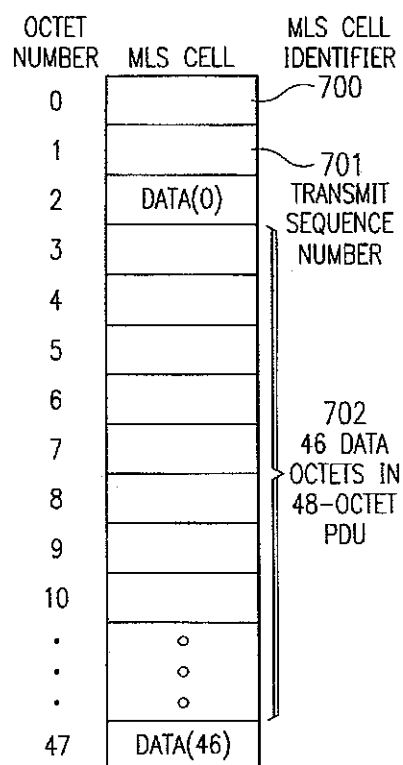 OCTET NUMBER MLS CELL MLS CELL IDENTIFIER
0 700
1 701
TRANSMIT SEQUENCE NUMBER
2 DATA(0)
3
4
5
6
7
8
9
10
702
46 DATA OCTETS IN 48-OCTET PDU
47 DATA(46)